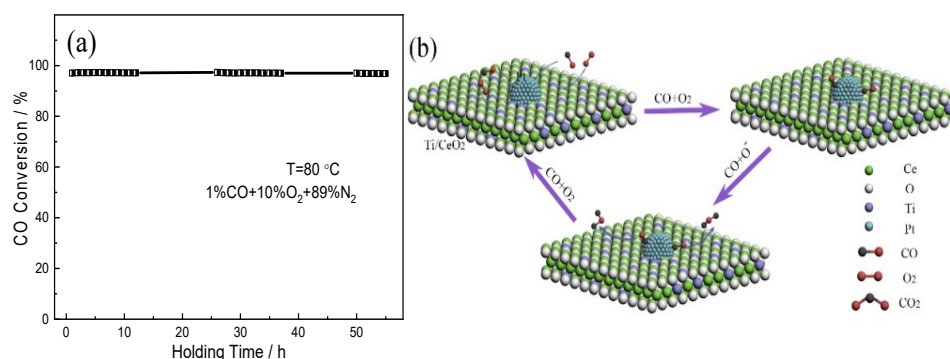 (a)
CO Conversion / %
100
80
60
40
20
0
T=80 °C
1%CO+10%O₂+89%N₂
0 10 20 30 40 50
Holding Time / h
(b)
Ti/CeO₂
CO+O₂
CO+O⁻
CO+O₂
Ce
O
Ti
Pt
CO
O₂
CO₂